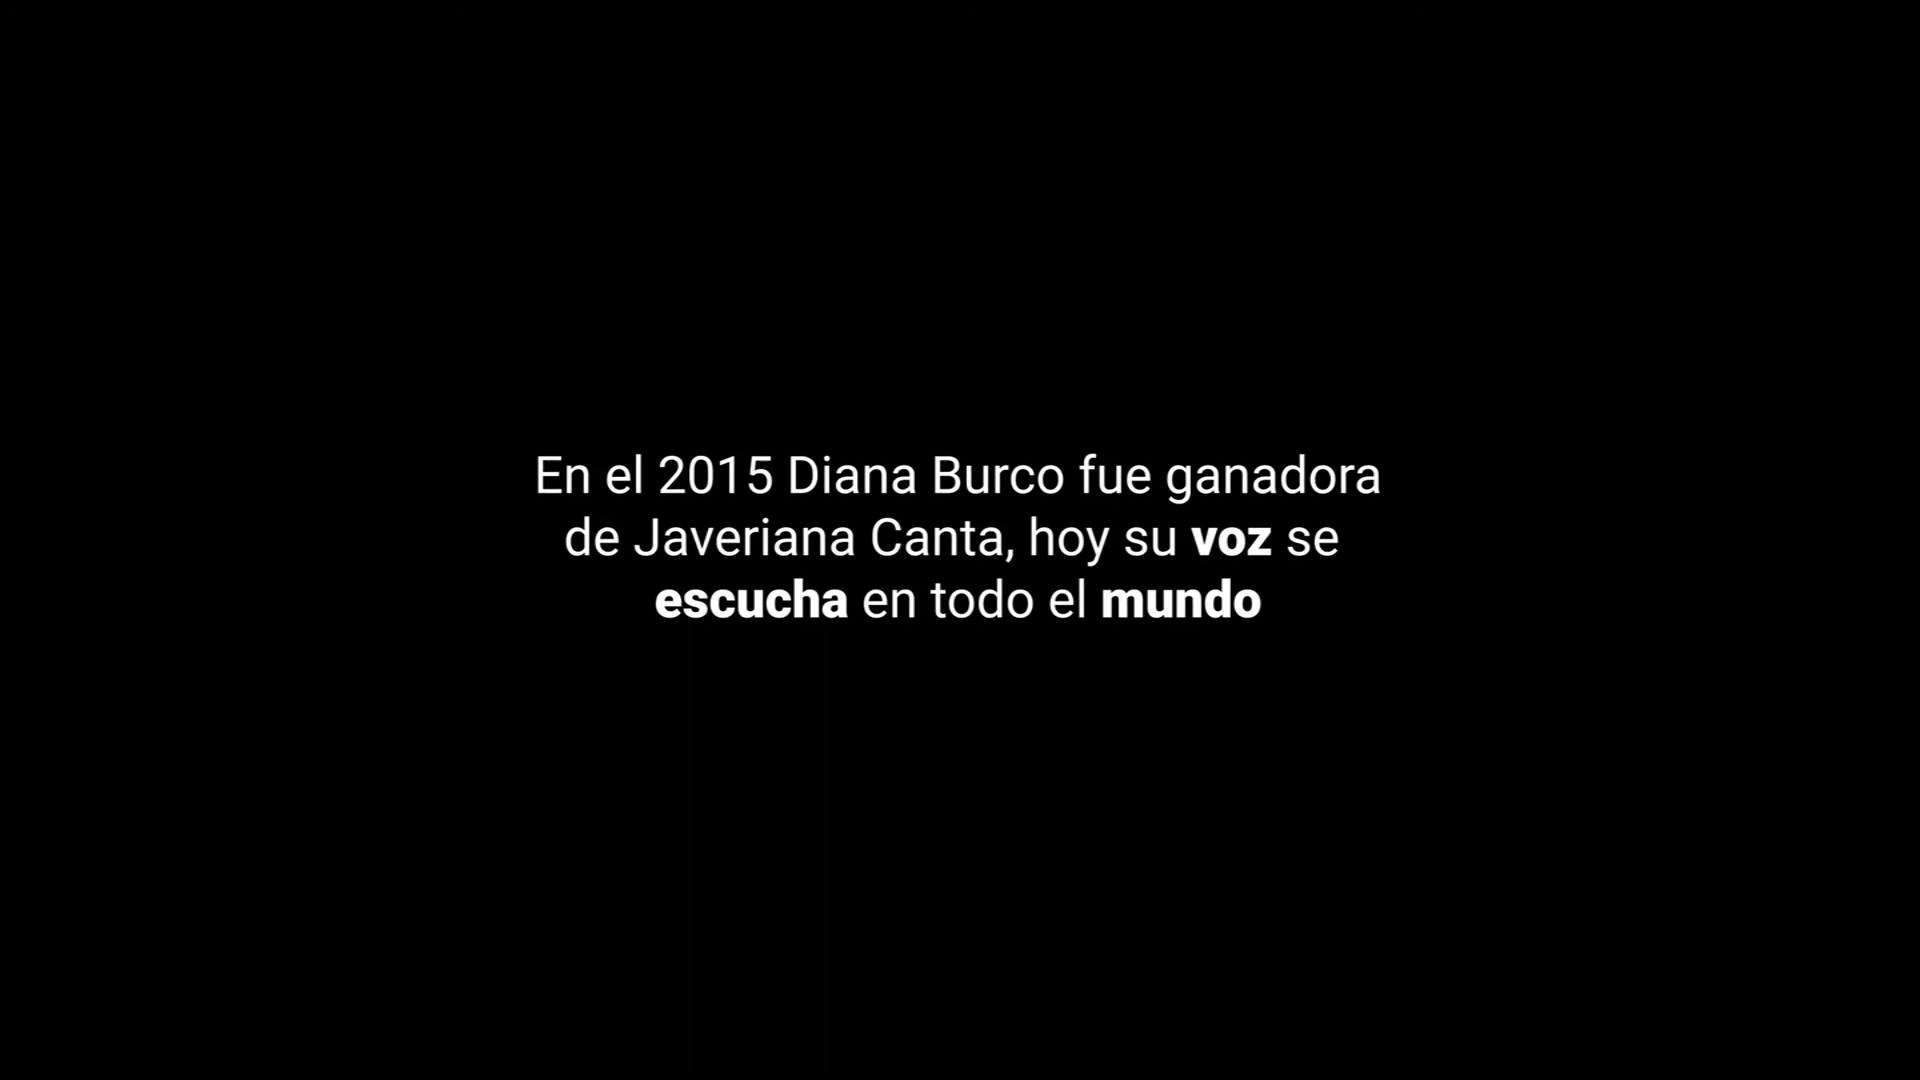 En el 2015 Diana Burco fue ganadora
de Javeriana Canta, hoy su voz se
escucha en todo el mundo